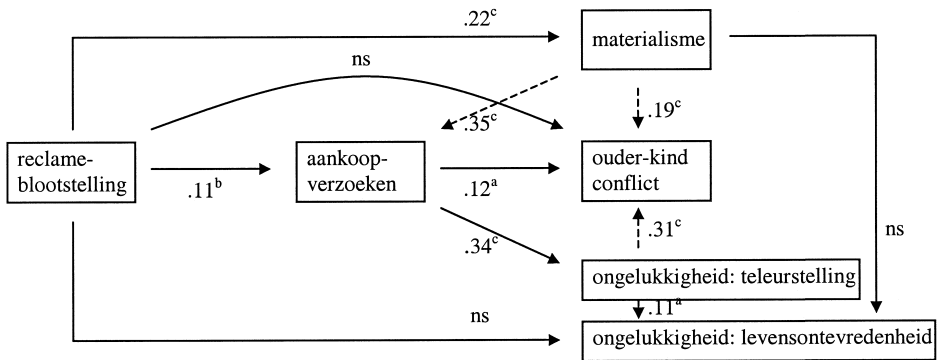 .22ᶜ
materialisme
ns
.35ᶜ
.19ᶜ
reclame-
blootstelling
aankoop-
verzoeken
ouder-kind
conflict
.11ᵇ
.12ᵃ
.34ᶜ
.31ᶜ
ns
ongelukkigheid: teleurstelling
.11ᵃ
ns
ongelukkigheid: levensontevredenheid